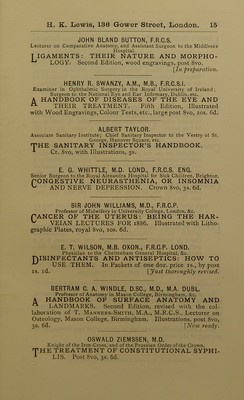 H. K. Lewis, 136 Gower Street, London. 15
JOHN BLAND SUTTON, F.R.C.S.
Lecturer on Comparative Anatomy, and Assistant Surgeon to the Middlesex
Hospital.
LIGAMENTS: THEIR NATURE AND MORPHO-
LOGY. Second Edition, wood engravings, post 8vo.
[In preparation.
HENRY R. SWANZY, A.M., M.B., F.R.C.S.I.
Examiner in Ophthalmic Surgery in the Royal University of Ireland;
Surgeon to the National Eye and Ear Infirmary, Dublin, etc.
A HANDBOOK OF DISEASES OF THE EYE AND
THEIR TREATMENT. Fifth Edition, Illustrated
with Wood Engravings, Colour Tests, etc., large post 8vo, 10s. 6d.
ALBERT TAYLOR.
Associate Sanitary Institute; Chief Sanitary Inspector to the Vestry of St.
George, Hanover Square, etc.
THE SANITARY INSPECTOR'S HANDBOOK.
Cr. 8vo, with Illustrations, 5s.
E. G. WHITTLE, M.D. LOND., F.R.C.S. ENG.
Senior Surgeon to the Royal Alexandra Hospital for Sick Children, Brighton.
CONGESTIVE NEURASTHENIA, OR INSOMNIA
AND NERVE DEPRESSION. Crown 8vo, 3s. 6d.
SIR JOHN WILLIAMS, M.D., F.R.C.P.
Professor of Midwifery in University College, London, &c.
CANCER OF THE UTERUS: BEING THE HAR-
VEIAN LECTURES FOR 1886. Illustrated with Litho-
graphic Plates, royal 8vo, 10s. 6d.
E. T. WILSON, M.B. OXON., F.R.C.P. LOND.
Physician to the Cheltenham General Hospital, &c.
DISINFECTANTS AND ANTISEPTICS: HOW TO
USE THEM. In Packets of one doz. price 1s., by post
1s. 1d. [Just thoroughly revised.
BERTRAM C. A. WINDLE, D.SC., M.D., M.A. DUBL.
Professor of Anatomy in Mason College, Birmingham, &c.
A HANDBOOK OF SURFACE ANATOMY AND
LANDMARKS. Second Edition, revised with the col-
laboration of T. MANNERS-SMITH, M.A., M.R.C.S., Lecturer on
Osteology, Mason College, Birmingham. Illustrations, post 8vo,
3s. 6d. [Now ready.
OSWALD ZIEMSSEN, M.D.
Knight of the Iron Cross, and of the Prussian Order of the Crown.
THE TREATMENT OF CONSTITUTIONAL SYPHI-
LIS. Post 8vo, 3s. 6d.